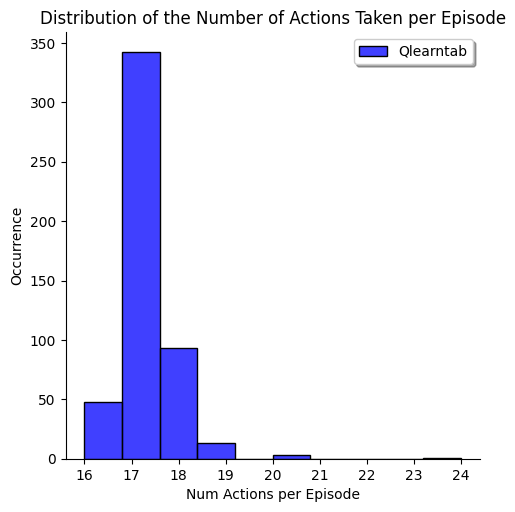 Distribution of the Number of Actions Taken per Episode
Qlearntab
350
300
250
200
150
100
50
0
Occurrence
16 17 18 19 20 21 22 23 24
Num Actions per Episode